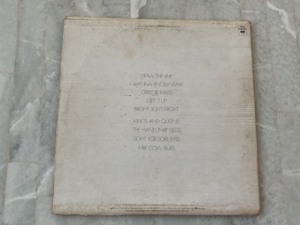 DRAW THE LINE
I WANNA KNOW WHY
CRITICAL MASS
GET IT UP
BRIGHT LIGHT FRIGHT
KINGS AND QUEENS
THE HAND THAT FEEDS
SIGHT FOR SORE EYES
MILK COW BLUES